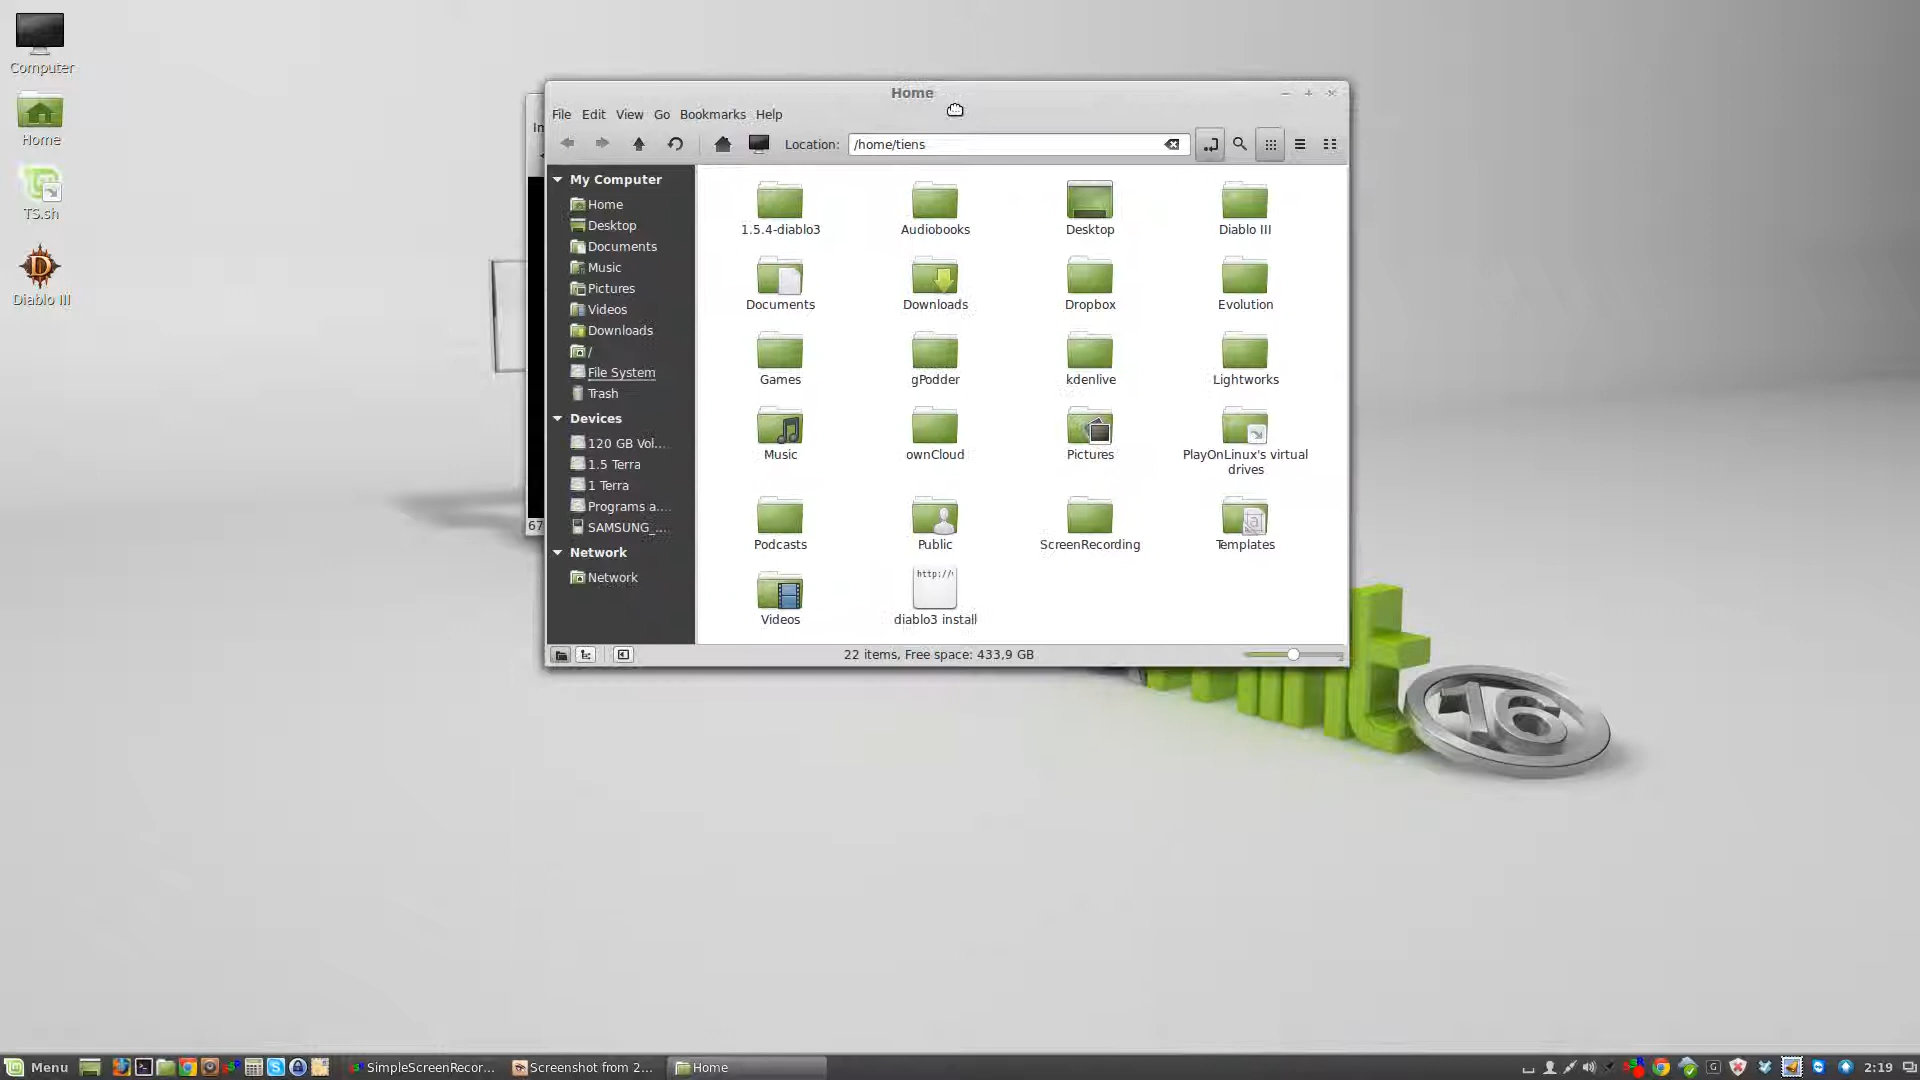 Computer
Home
TS.sh
Diablo III
Home
File Edit View Go Bookmarks Help
Location: /home/tiens
My Computer
Home
Desktop
Documents
Music
Pictures
Videos
Downloads
/
File System
Trash
Devices
120 GB Vol....
1.5 Terra
1 Terra
Programs a....
SAMSUNG_...
Network
Network
1.5.4-diablo3
Audiobooks
Desktop
Diablo III
Documents
Downloads
Dropbox
Evolution
Games
gPodder
kdenlive
Lightworks
Music
ownCloud
Pictures
PlayOnLinux's virtual
drives
Podcasts
Public
ScreenRecording
Templates
Videos
http://
diablo3 install
22 items, Free space: 433,9 GB
67
16
Menu
SimpleScreenRecor...
Screenshot from 2...
Home
2:19